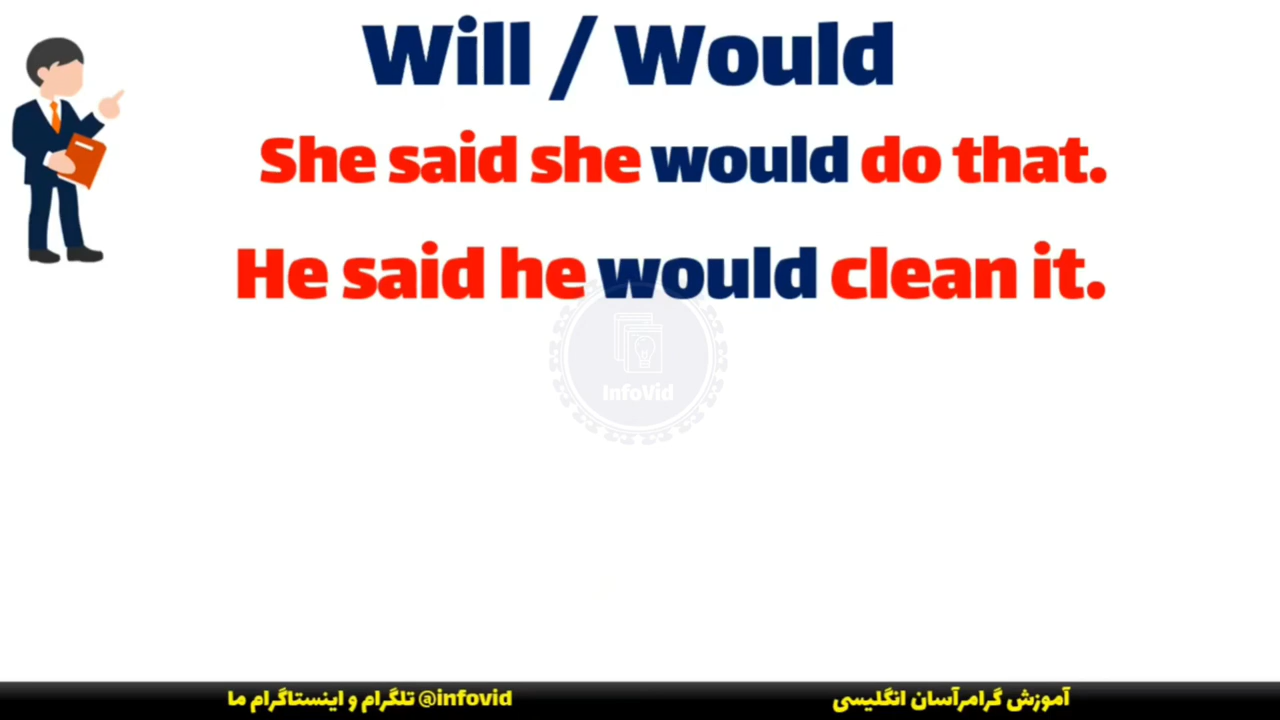 Will / Would
She said she would do that.
He said he would clean it.
InfoVid
تلگرام و اینستاگرام ما @infovid
آموزش گرامرآسان انگلیسی